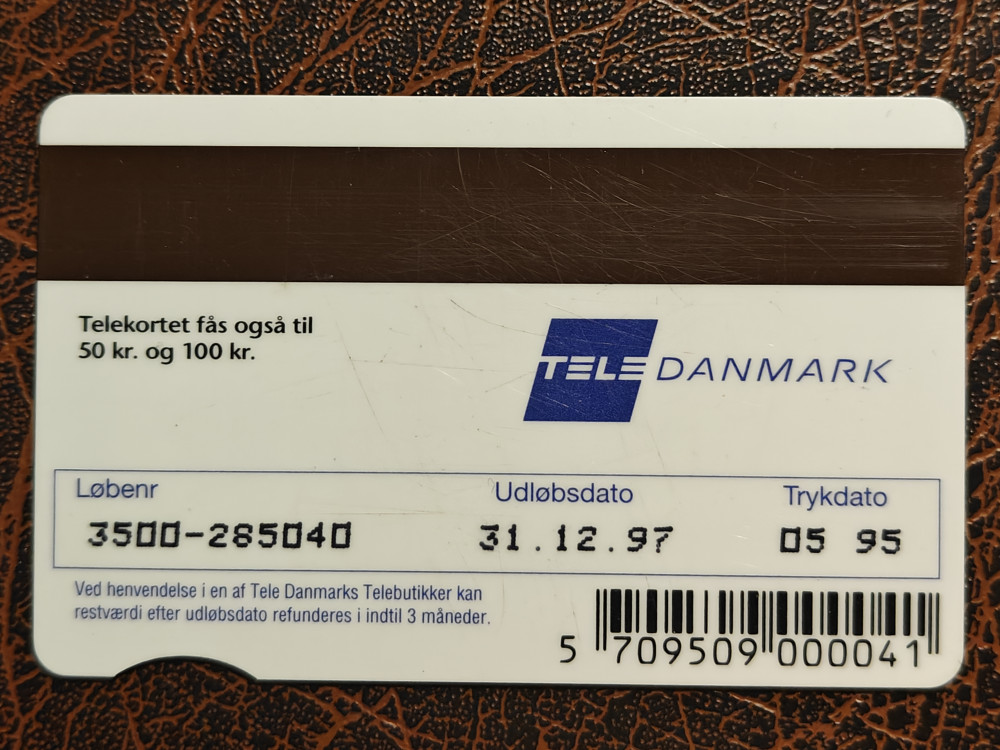 Telekortet fås også til
50 kr. og 100 kr.
TELE DANMARK
Løbenr Udløbsdato Trykdato
3500-285040 31.12.97 05 95
Ved henvendelse i en af Tele Danmarks Telebutikker kan
restværdi efter udløbsdato refunderes i indtil 3 måneder.
5 709509 000041